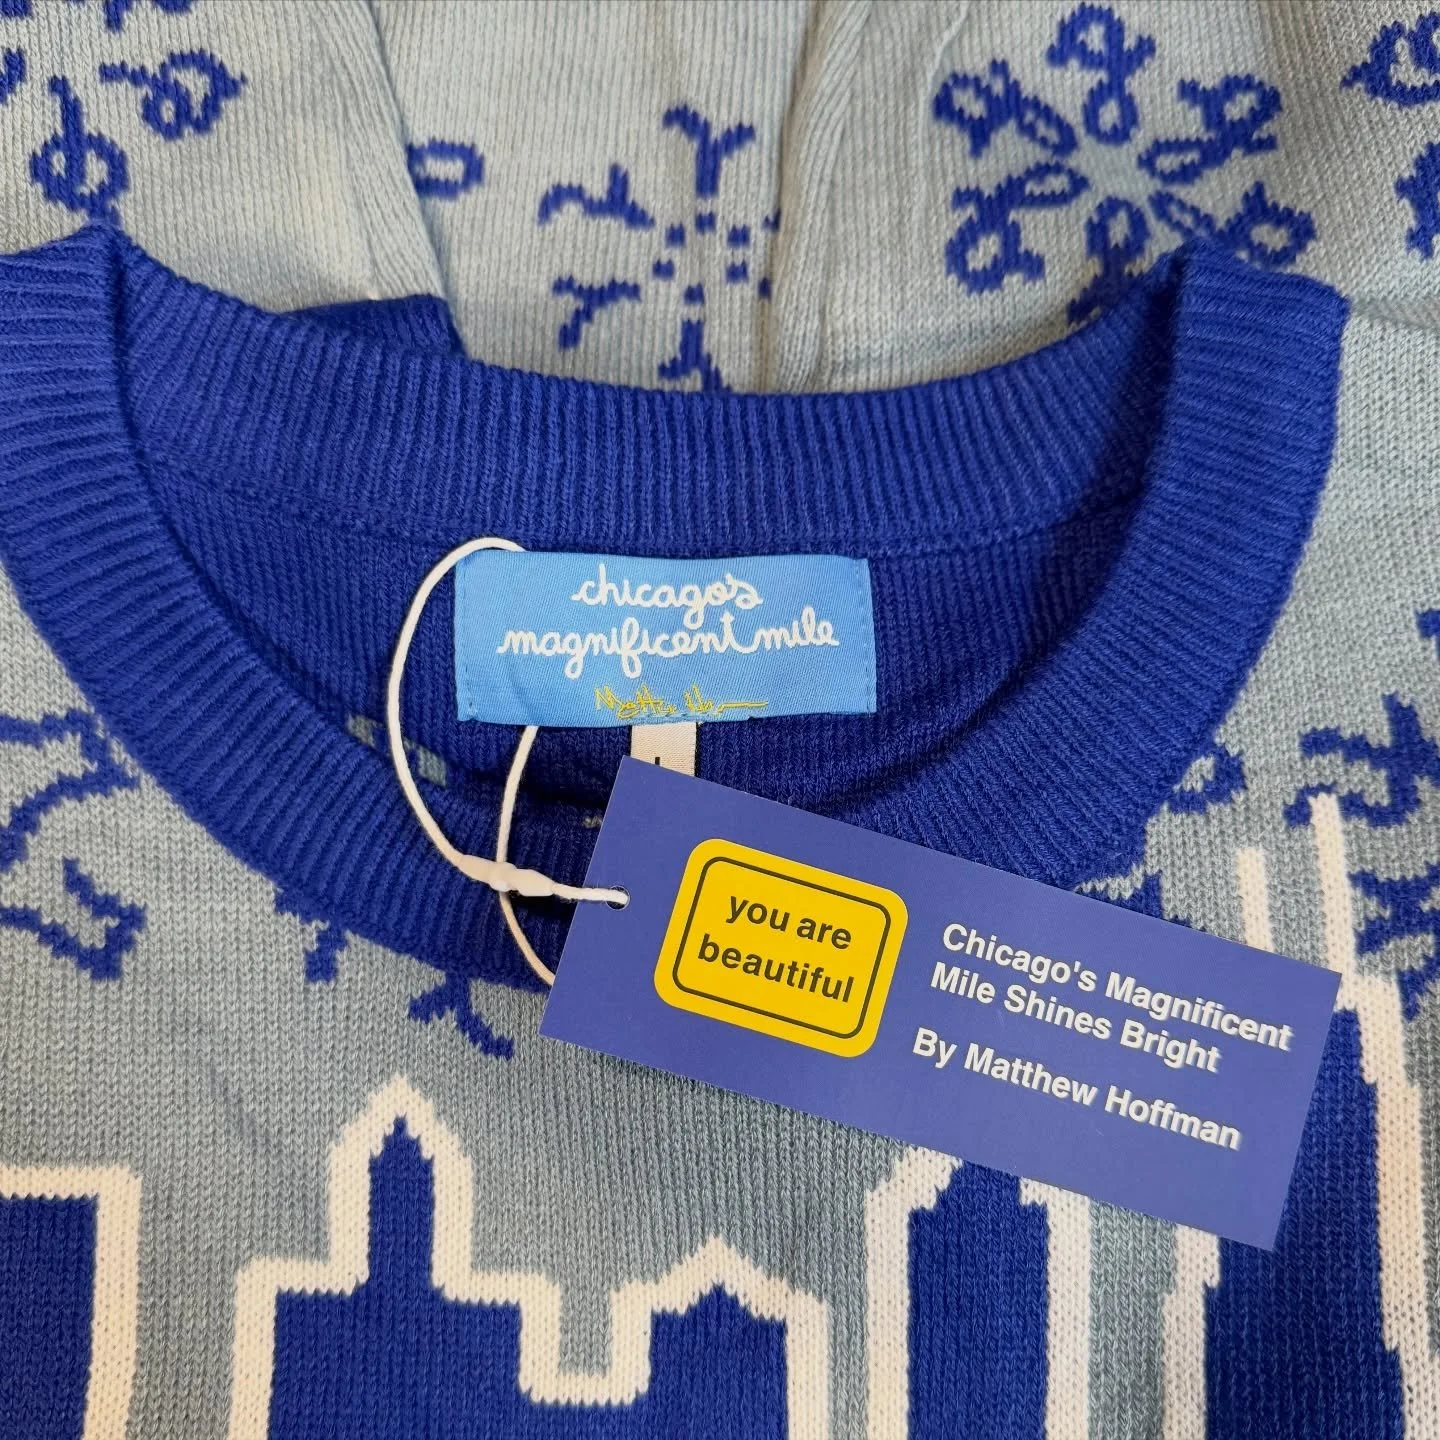 chicago's
magnificent mile
you are
beautiful
Chicago's Magnificent
Mile Shines Bright
By Matthew Hoffman